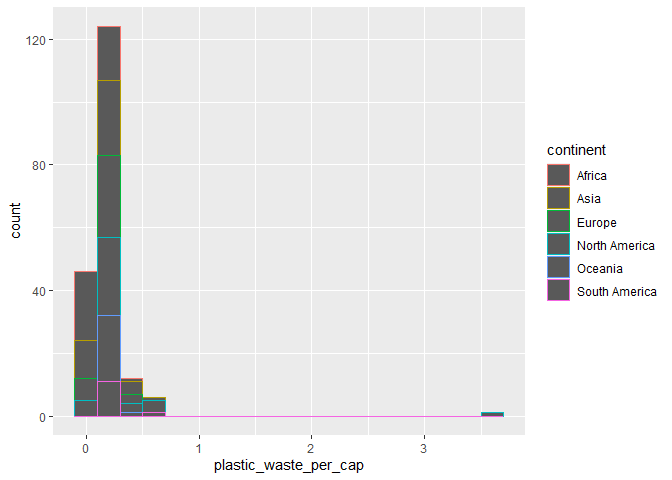 120
80
40
0
count
0
1
2
3
plastic_waste_per_cap
continent
Africa
Asia
Europe
North America
Oceania
South America